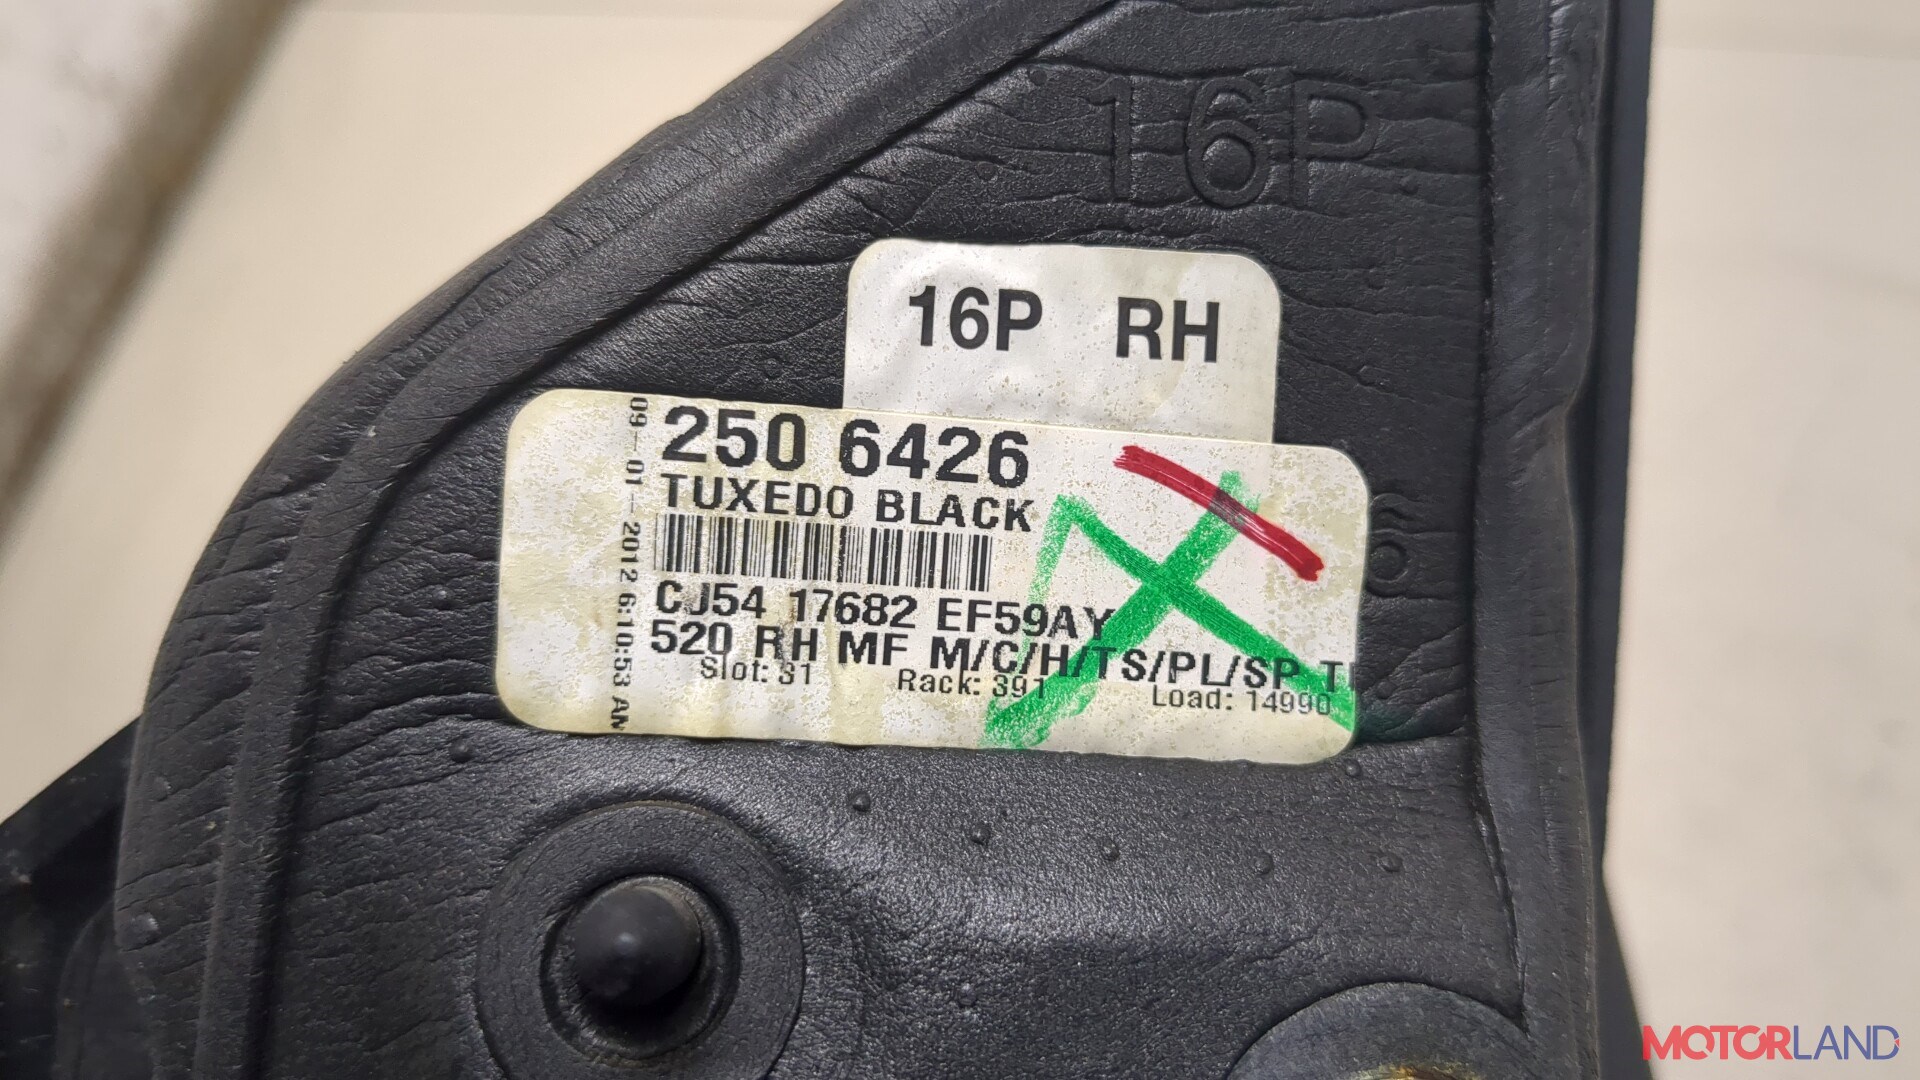 16P
16P RH
09-01-2012 6:10:53 AM
250 6426
TUXEDO BLACK
CJ54 17682 EF59AY
520 RH MF M/C/H/TS/PL/SP
Slot: 31 Rack: 391 Load: 14990
MOTORLAND